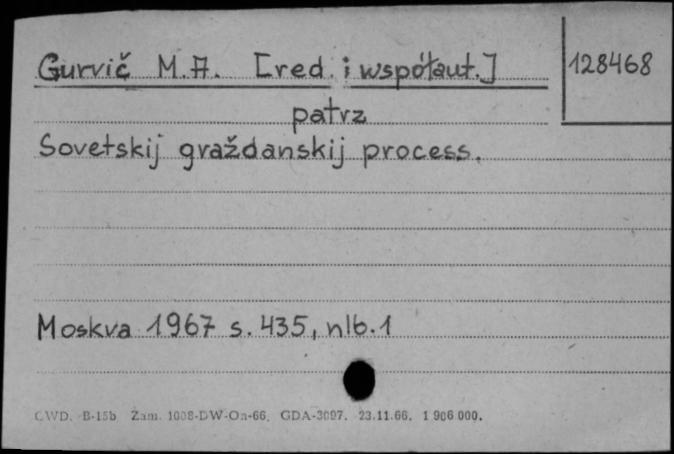 Gurvič M.A. [red. i współaut.]
128468
patrz
Sovetskij graždanskij process.
Moskva 1967 s. 435, nlb. 1
CWD. B-15b Zam. 1008-DW-On-66. GDA-3097. 23.11.66. 1 906 000.